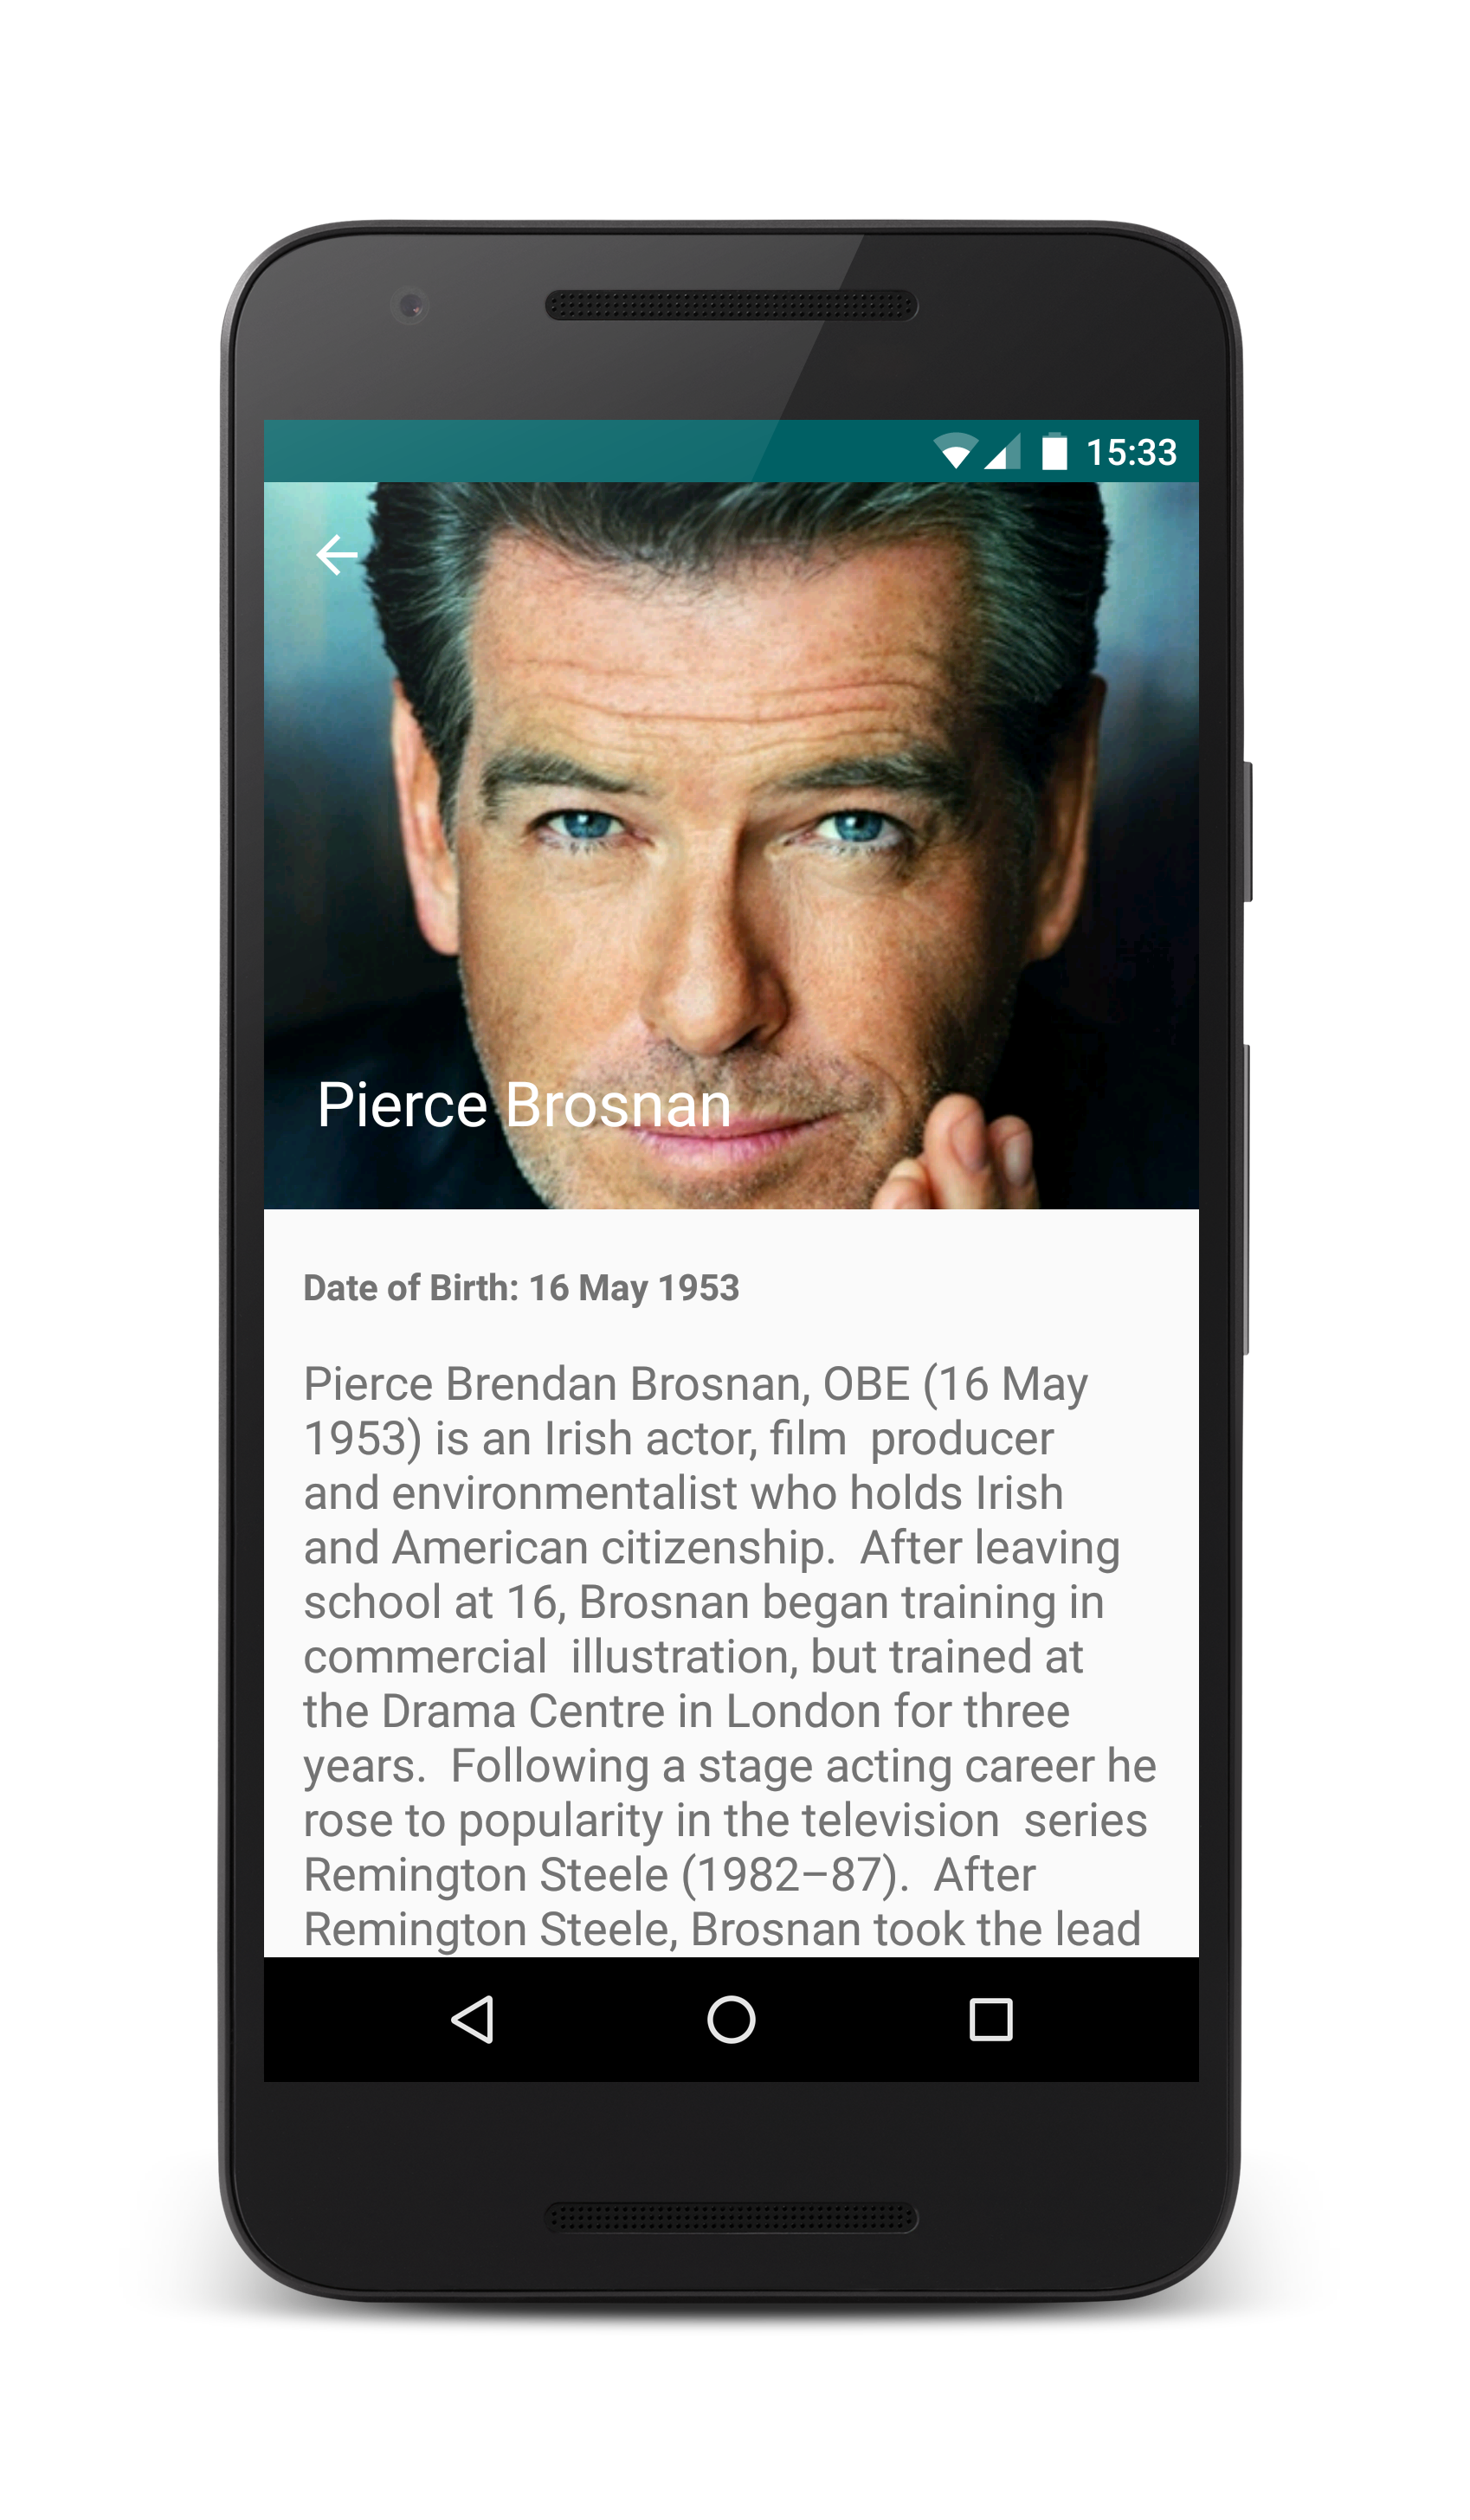 15:33
Pierce Brosnan
Date of Birth: 16 May 1953
Pierce Brendan Brosnan, OBE (16 May
1953) is an Irish actor, film  producer
and environmentalist who holds Irish
and American citizenship.  After leaving
school at 16, Brosnan began training in
commercial  illustration, but trained at
the Drama Centre in London for three
years.  Following a stage acting career he
rose to popularity in the television  series
Remington Steele (1982–87).  After
Remington Steele, Brosnan took the lead